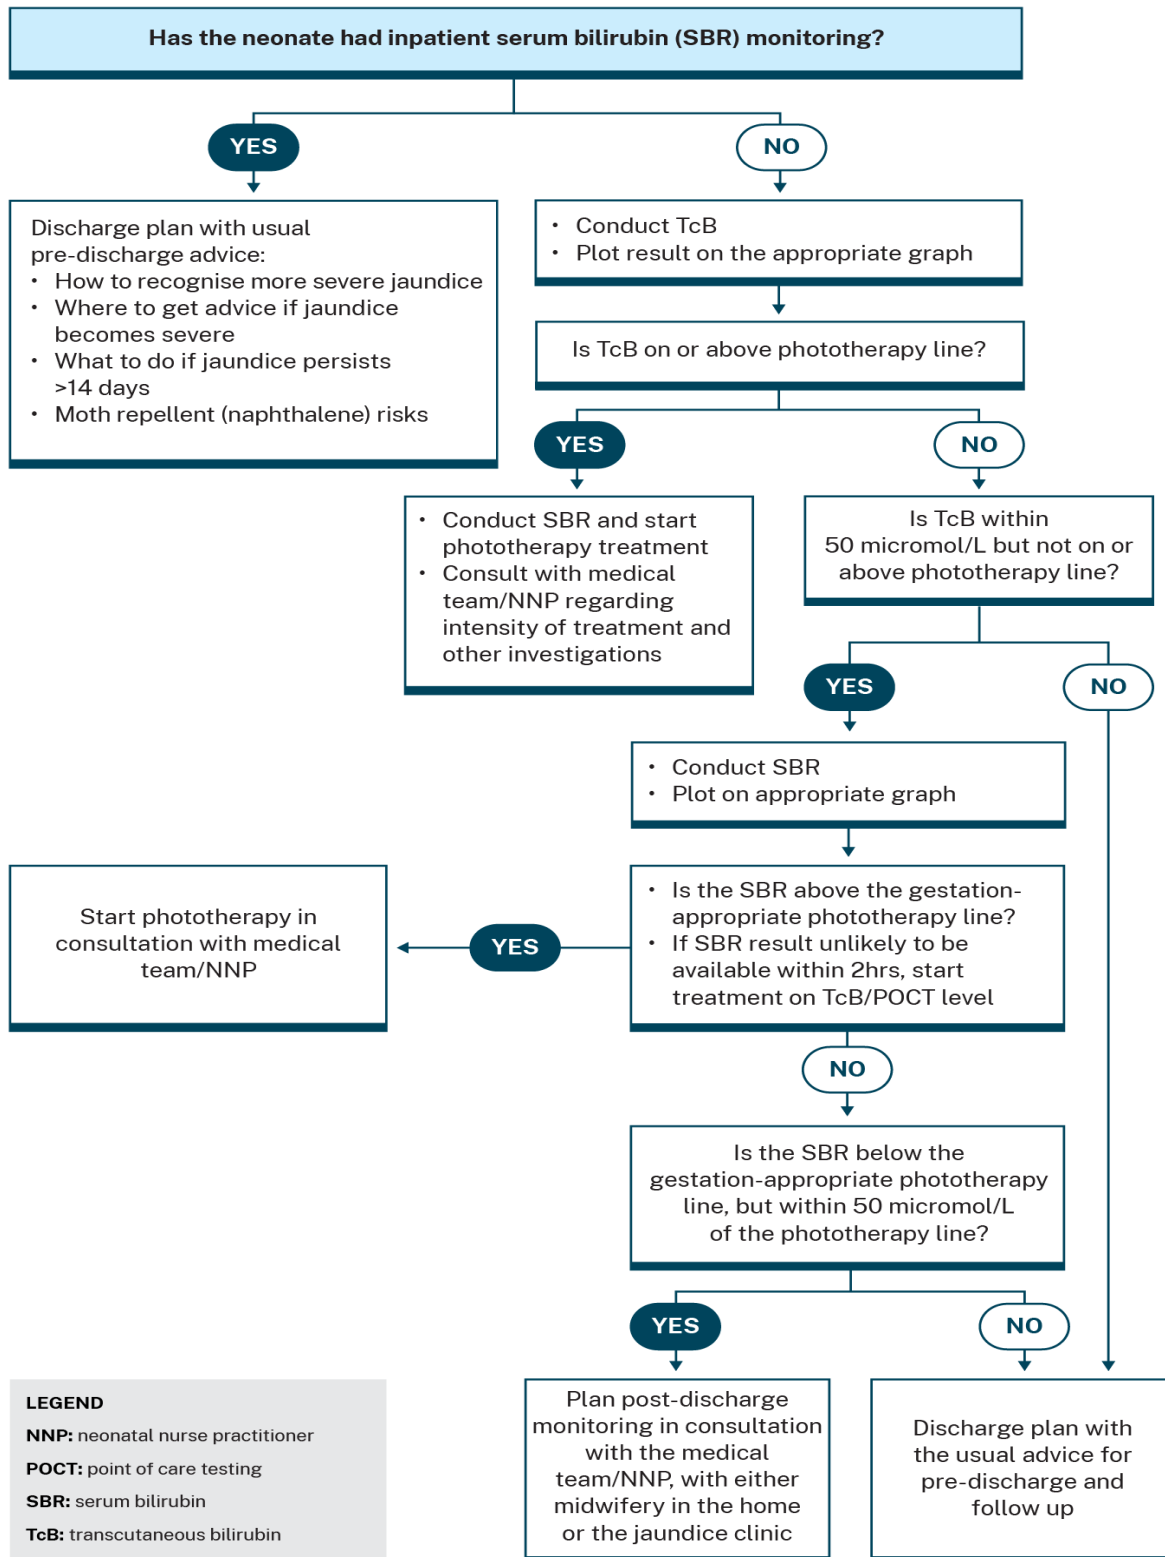 Has the neonate had inpatient serum bilirubin (SBR) monitoring?
YES
NO
Discharge plan with usual
pre-discharge advice:
• How to recognise more severe jaundice
• Where to get advice if jaundice
becomes severe
• What to do if jaundice persists
>14 days
• Moth repellent (naphthalene) risks
• Conduct TcB
• Plot result on the appropriate graph
Is TcB on or above phototherapy line?
YES
NO
• Conduct SBR and start
phototherapy treatment
• Consult with medical
team/NNP regarding
intensity of treatment and
other investigations
Is TcB within
50 micromol/L but not on or
above phototherapy line?
YES
NO
• Conduct SBR
• Plot on appropriate graph
• Is the SBR above the gestation-
appropriate phototherapy line?
• If SBR result unlikely to be
available within 2hrs, start
treatment on TcB/POCT level
YES
Start phototherapy in
consultation with medical
team/NNP
NO
Is the SBR below the
gestation-appropriate phototherapy
line, but within 50 micromol/L
of the phototherapy line?
YES
NO
Plan post-discharge
monitoring in consultation
with the medical
team/NNP, with either
midwifery in the home
or the jaundice clinic
Discharge plan with
the usual advice for
pre-discharge and
follow up
LEGEND
NNP: neonatal nurse practitioner
POCT: point of care testing
SBR: serum bilirubin
TcB: transcutaneous bilirubin